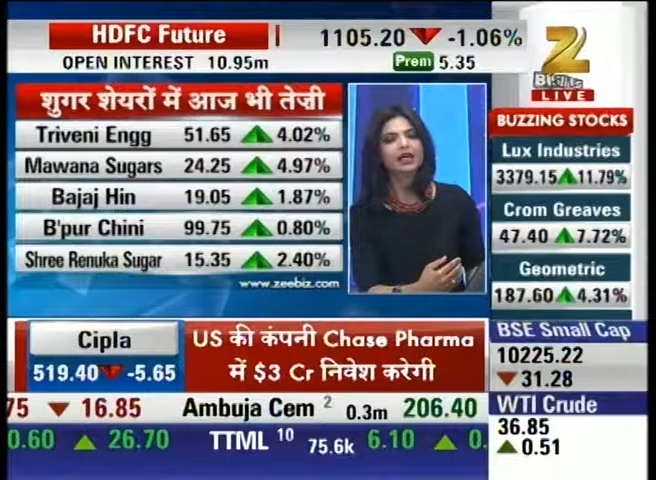 HDFC Future 1105.20 -1.06%
OPEN INTEREST 10.95m Prem 5.35
LIVE
शुगर शेयरों में आज भी तेजी
Triveni Engg 51.65 4.02%
Mawana Sugars 24.25 4.97%
Bajaj Hin 19.05 1.87%
B'pur Chini 99.75 0.80%
Shree Renuka Sugar 15.35 2.40%
www.zeebiz.com
BUZZING STOCKS
Lux Industries
3379.15 11.79%
Crom Greaves
47.40 7.72%
Geometric
187.60 4.31%
Cipla
519.40 -5.65
US की कंपनी Chase Pharma
में $3 Cr निवेश करेगी
BSE Small Cap
10225.22
31.28
WTI Crude
36.85
0.51
75 16.85 Ambuja Cem 2 0.3m 206.40
0.60 26.70 TTML 10 75.6k 6.10 0.